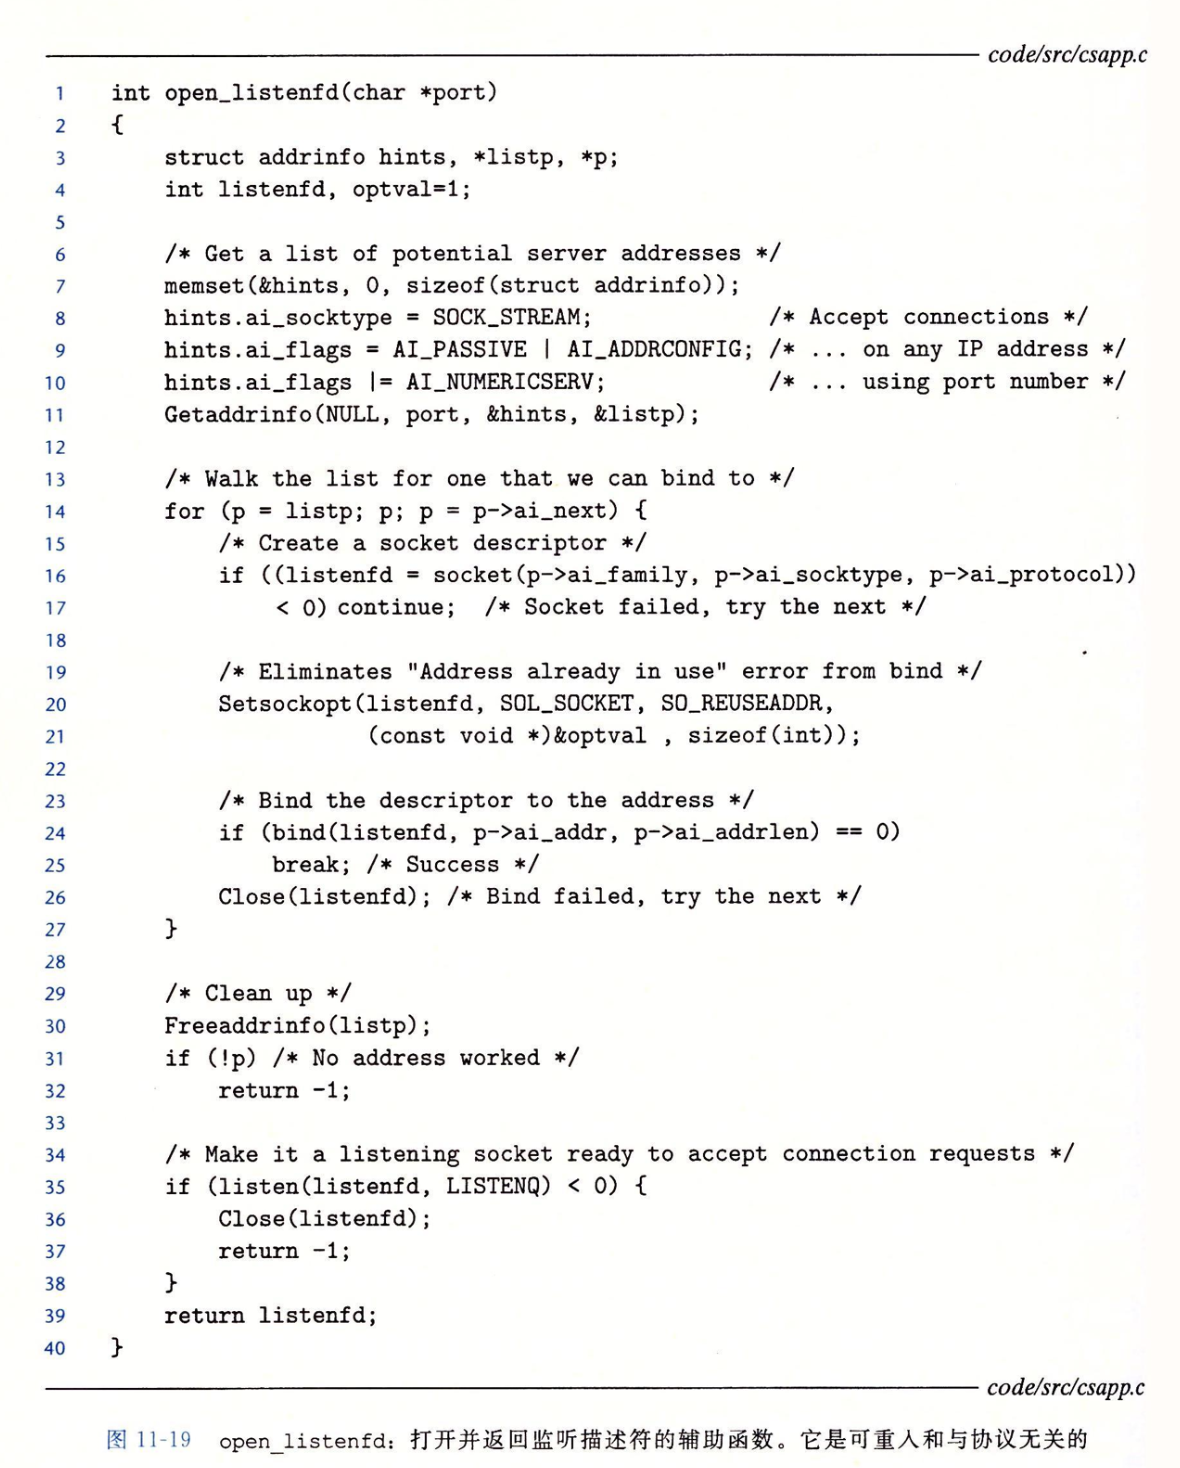 code/src/csapp.c
1 int open_listenfd(char *port)
2 {
3     struct addrinfo hints, *listp, *p;
4     int listenfd, optval=1;
5
6     /* Get a list of potential server addresses */
7     memset(&hints, 0, sizeof(struct addrinfo));
8     hints.ai_socktype = SOCK_STREAM;             /* Accept connections */
9     hints.ai_flags = AI_PASSIVE | AI_ADDRCONFIG; /* ... on any IP address */
10     hints.ai_flags |= AI_NUMERICSERV;            /* ... using port number */
11     Getaddrinfo(NULL, port, &hints, &listp);
12
13     /* Walk the list for one that we can bind to */
14     for (p = listp; p; p = p->ai_next) {
15         /* Create a socket descriptor */
16         if ((listenfd = socket(p->ai_family, p->ai_socktype, p->ai_protocol))
17             < 0) continue;  /* Socket failed, try the next */
18
19         /* Eliminates "Address already in use" error from bind */
20         Setsockopt(listenfd, SOL_SOCKET, SO_REUSEADDR,
21                    (const void *)&optval , sizeof(int));
22
23         /* Bind the descriptor to the address */
24         if (bind(listenfd, p->ai_addr, p->ai_addrlen) == 0)
25             break; /* Success */
26         Close(listenfd); /* Bind failed, try the next */
27     }
28
29     /* Clean up */
30     Freeaddrinfo(listp);
31     if (!p) /* No address worked */
32         return -1;
33
34     /* Make it a listening socket ready to accept connection requests */
35     if (listen(listenfd, LISTENQ) < 0) {
36         Close(listenfd);
37         return -1;
38     }
39     return listenfd;
40 }
code/src/csapp.c
图 11-19 open_listenfd：打开并返回监听描述符的辅助函数。它是可重入和与协议无关的